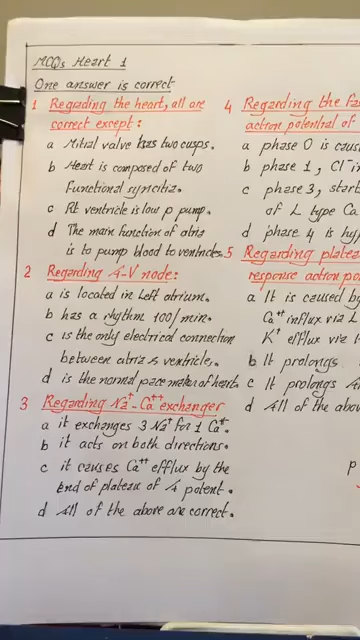 MCQs Heart 1
One answer is correct
1 Regarding the heart, all are
correct except:
a Mitral valve has two cusps.
b Heart is composed of two
Functional syncitia.
c Rt ventricle is low p pump.
d The main function of atria
is to pump blood to ventricles.
2 Regarding A-V node:
a is located in Left atrium.
b has a rhythm 100/min.
c is the only electrical connection
between atria & ventricles.
d is the normal pace maker of heart.
3 Regarding Na⁺-Ca⁺⁺ exchanger
a it exchanges 3 Na⁺ for 1 Ca⁺⁺.
b it acts on both directions.
c it causes Ca⁺⁺ efflux by the
end of plateau of A potent.
d All of the above are correct.
4 Regarding the
action potential of
a phase 0 is
b phase 1, Cl⁻
c phase 3, start
of L type Ca
d phase 4 is
5 Regarding
response action
a It is caused by
Ca⁺⁺ influx via L
K⁺ efflux via
b It prolongs
c It prolongs
d All of the
p